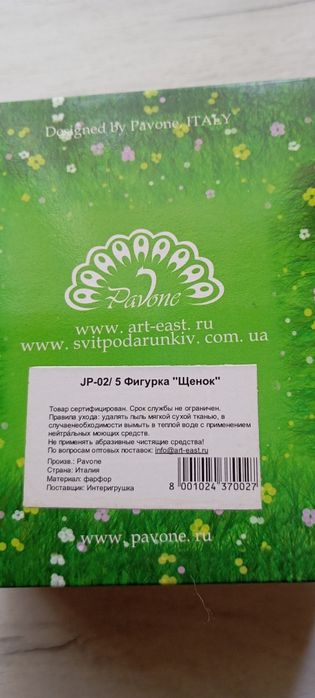 Designed by Pavone, ITALY
Pavone
www. art-east. ru
www. svitpodarunkiv. com. ua
JP-02/ 5 Фигурка "Щенок"
Товар сертифицирован. Срок службы не ограничен.
Правила ухода: удалять пыль мягкой сухой тканью, в
случаенеобходимости вымыть в теплой воде с применением
нейтральных моющих средств.
Не применять абразивные чистящие средства!
По вопросам оптовых поставок: info@art-east.ru
Произв.: Pavone
Страна: Италия
Материал: фарфор
Поставщик: Интеригрушка
8 001024 370027
www. pavone. ru